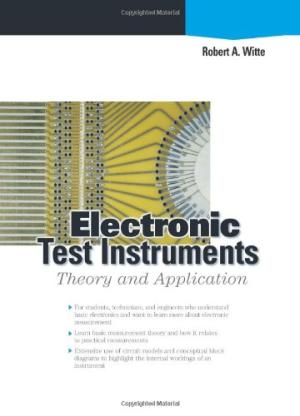 Copyrighted Material
Robert A. Witte
Electronic
Test Instruments
Theory and Application
For students, technicians, and engineers who understand
basic electronics and want to learn more about electronic
measurement
Learn basic measurement theory and how it relates
to practical measurements
Extensive use of circuit models and conceptual block
diagrams to highlight the internal workings of an
instrument
Copyrighted Material